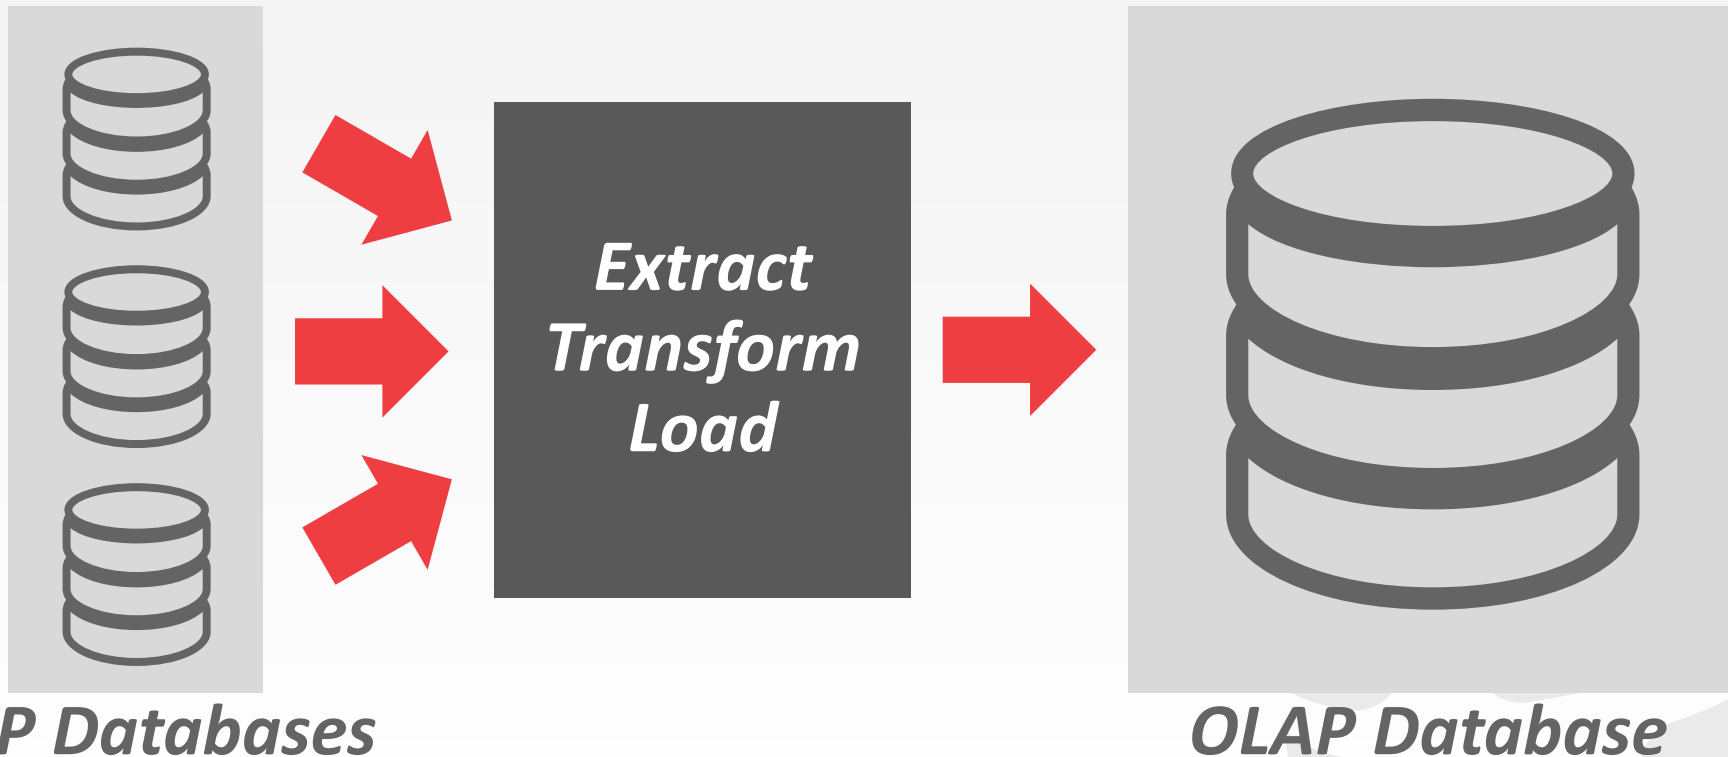 Extract
Transform
Load
P Databases
OLAP Database